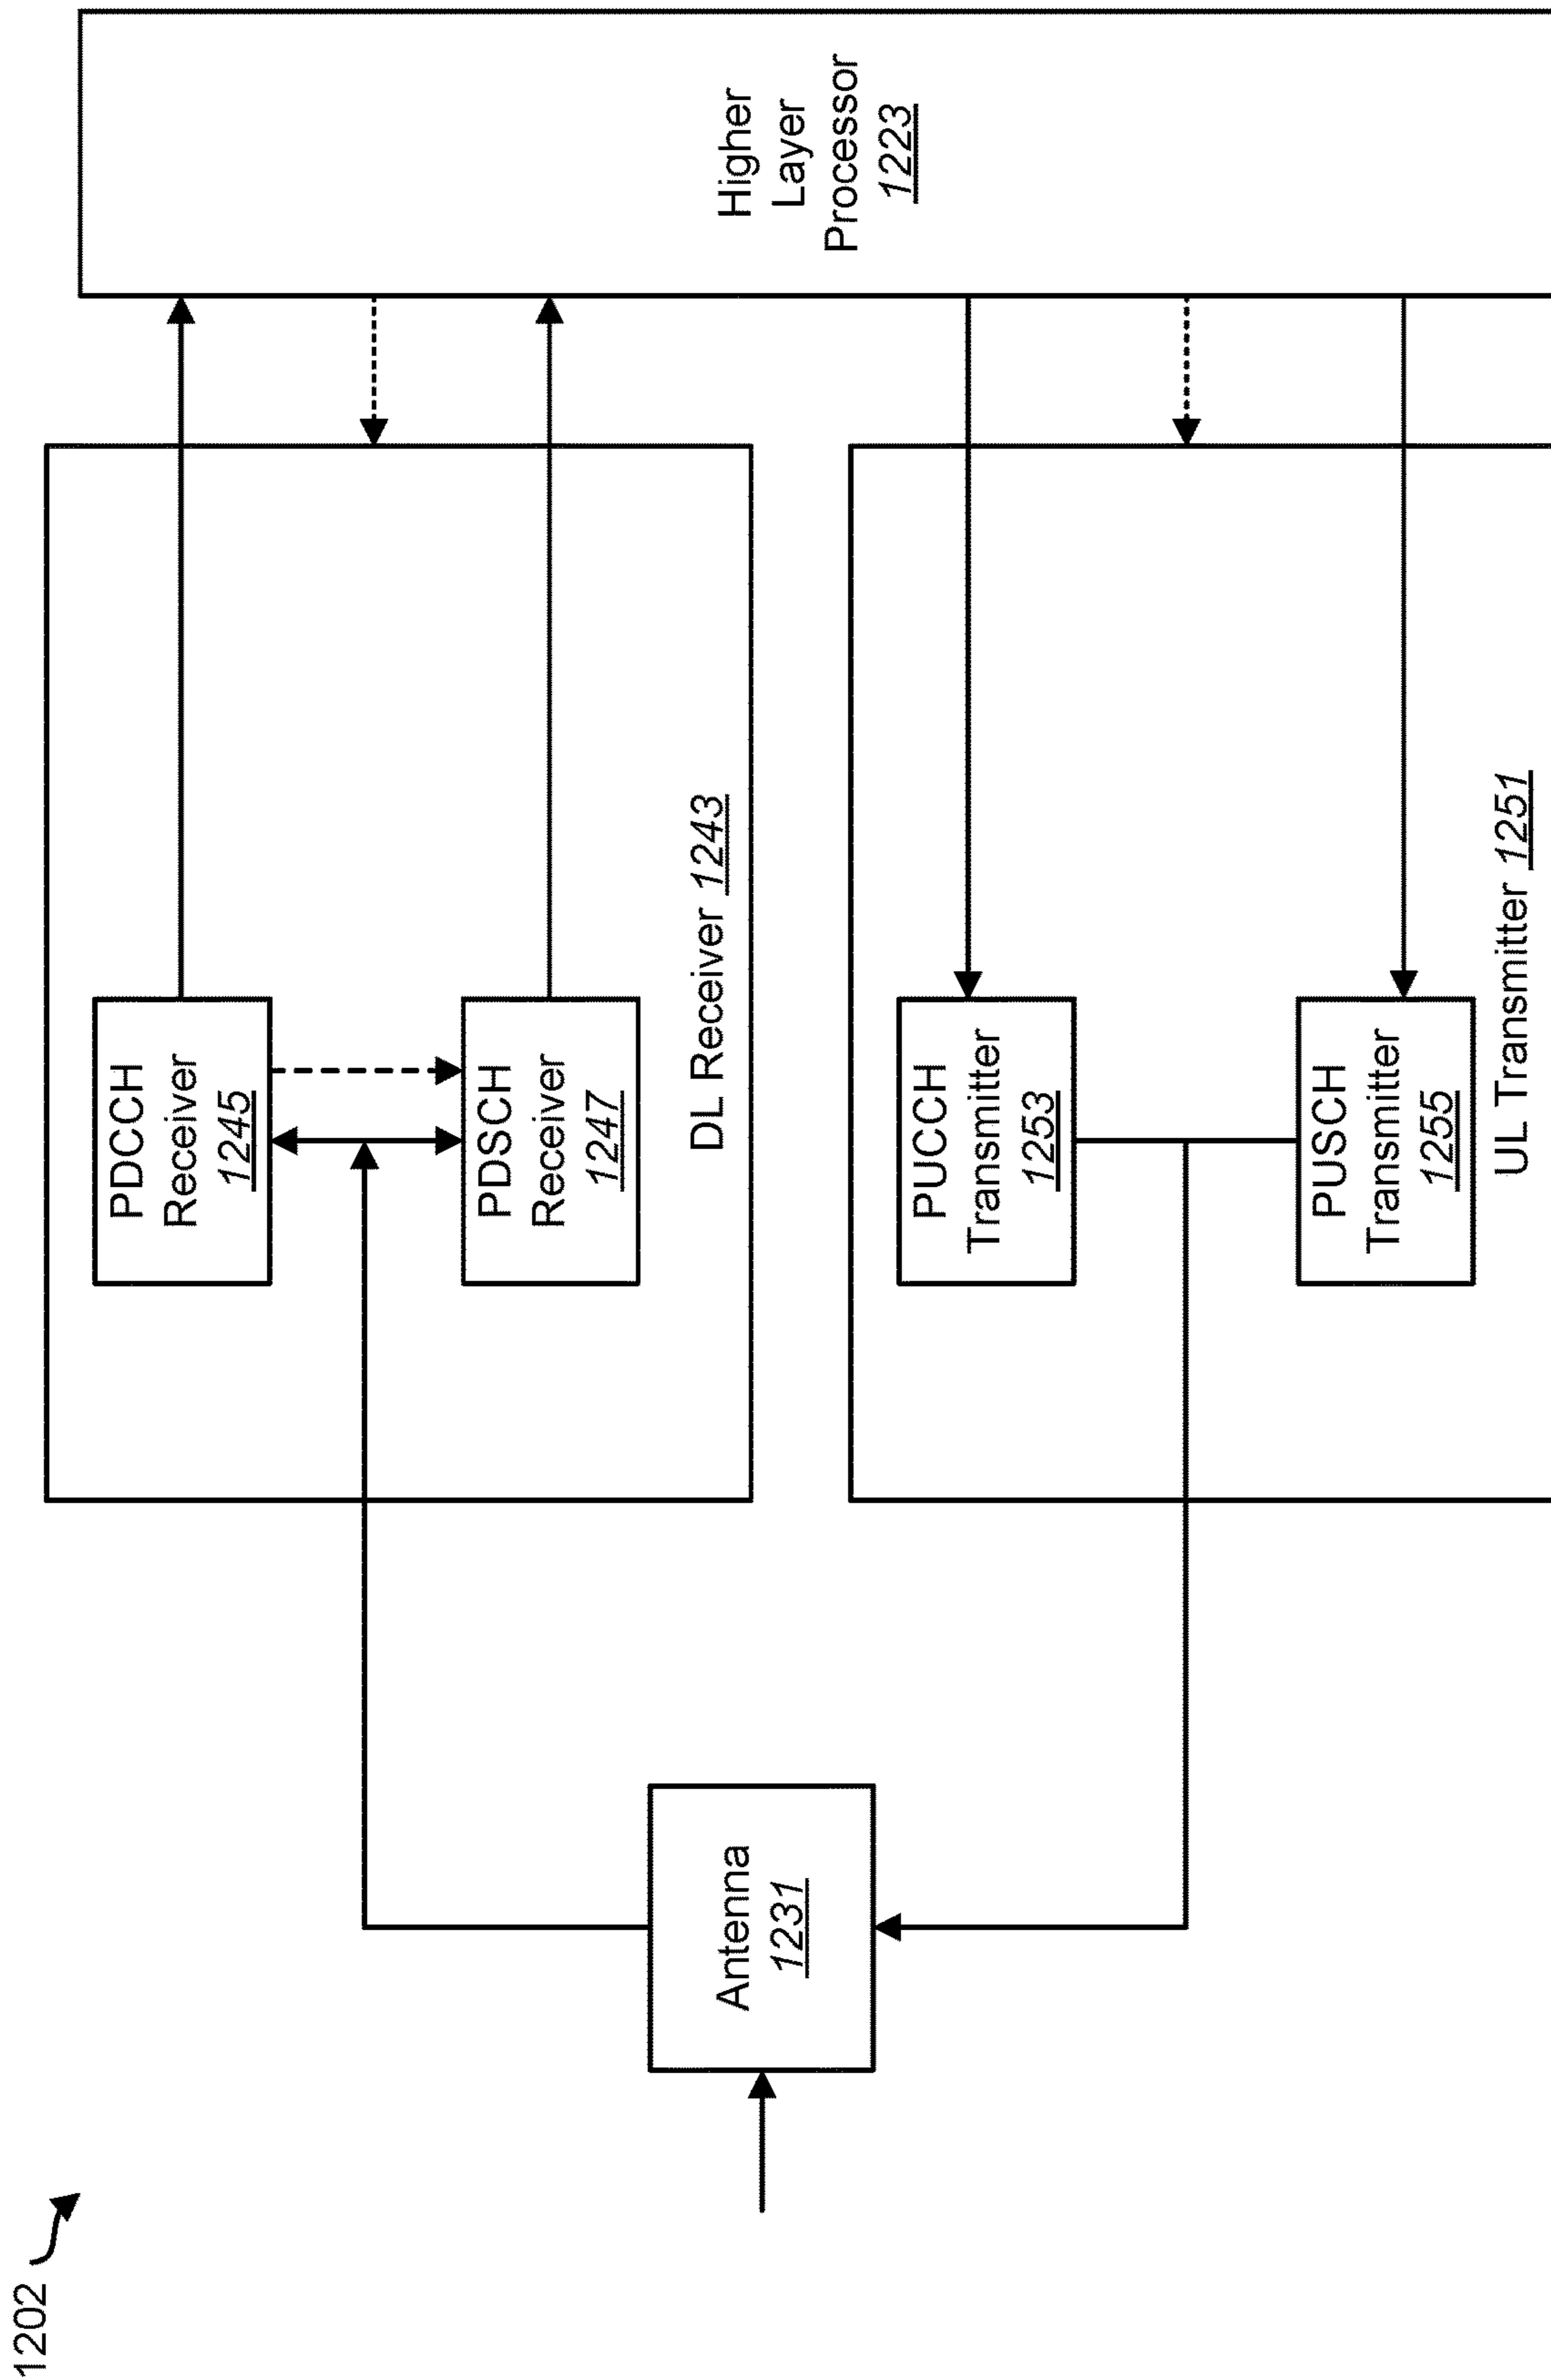 1202
Higher
Layer
Processor
1223
PDCCH
Receiver
1245
PDSCH
Receiver
1247
DL Receiver 1243
Antenna
1231
PUCCH
Transmitter
1253
PUSCH
Transmitter
1255
UL Transmitter 1251